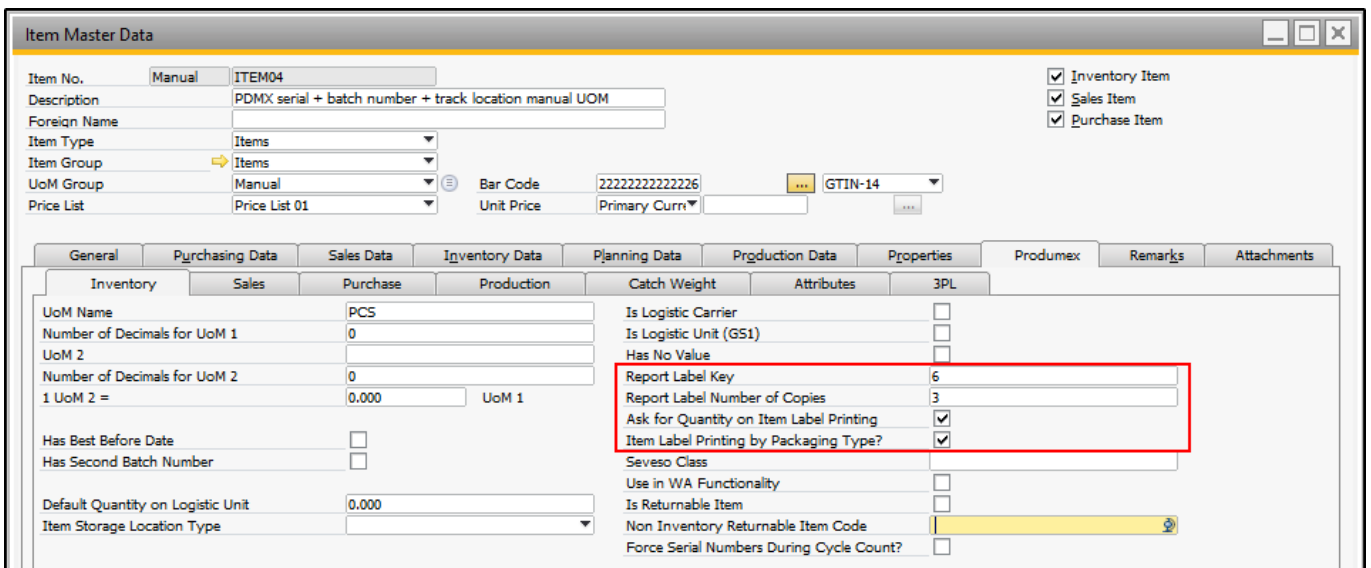 Item Master Data
Item No. Manual ITEM04 Inventory Item
Description PDMX serial + batch number + track location manual UOM Sales Item
Foreign Name Purchase Item
Item Type Items
Item Group Items
UoM Group Manual Bar Code 22222222222226 ... GTIN-14
Price List Price List 01 Unit Price Primary Curr ...
General Purchasing Data Sales Data Inventory Data Planning Data Production Data Properties Produmex Remarks Attachments
Inventory Sales Purchase Production Catch Weight Attributes 3PL
UoM Name PCS Is Logistic Carrier
Number of Decimals for UoM 1 0 Is Logistic Unit (GS1)
UoM 2 Has No Value
Number of Decimals for UoM 2 0 Report Label Key 6
1 UoM 2 = 0.000 UoM 1 Report Label Number of Copies 3
Ask for Quantity on Item Label Printing
Has Best Before Date Item Label Printing by Packaging Type?
Has Second Batch Number Seveso Class
Use in WA Functionality
Default Quantity on Logistic Unit 0.000 Is Returnable Item
Item Storage Location Type Non Inventory Returnable Item Code
Force Serial Numbers During Cycle Count?